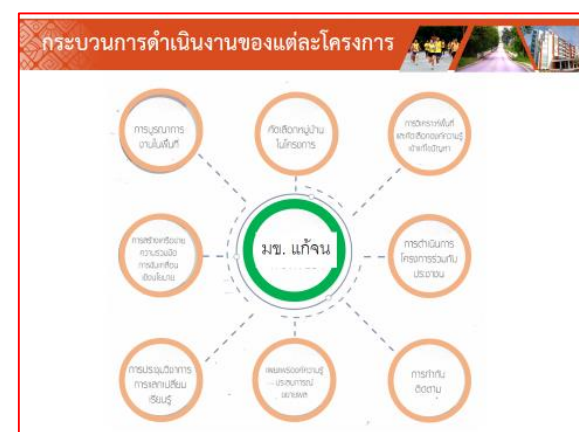 กระบวนการดำเนินงานของแต่ละโครงการ
การบูรณาการ
งานในพื้นที่
คัดเลือกหมู่บ้าน
ในโครงการ
การวิเคราะห์พื้นที่
และคัดเลือกองค์ความรู้
เข้าแก้ไขปัญหา
การสร้างเครือข่าย
ความร่วมมือ
การขับเคลื่อน
เชิงนโยบาย
มข. แก้จน
การดำเนินการ
โครงการร่วมกับ
ประชาชน
การประชุมวิชาการ
การแลกเปลี่ยน
เรียนรู้
เผยแพร่องค์ความรู้
ประสบการณ์
ขยายผล
การกำกับ
ติดตาม